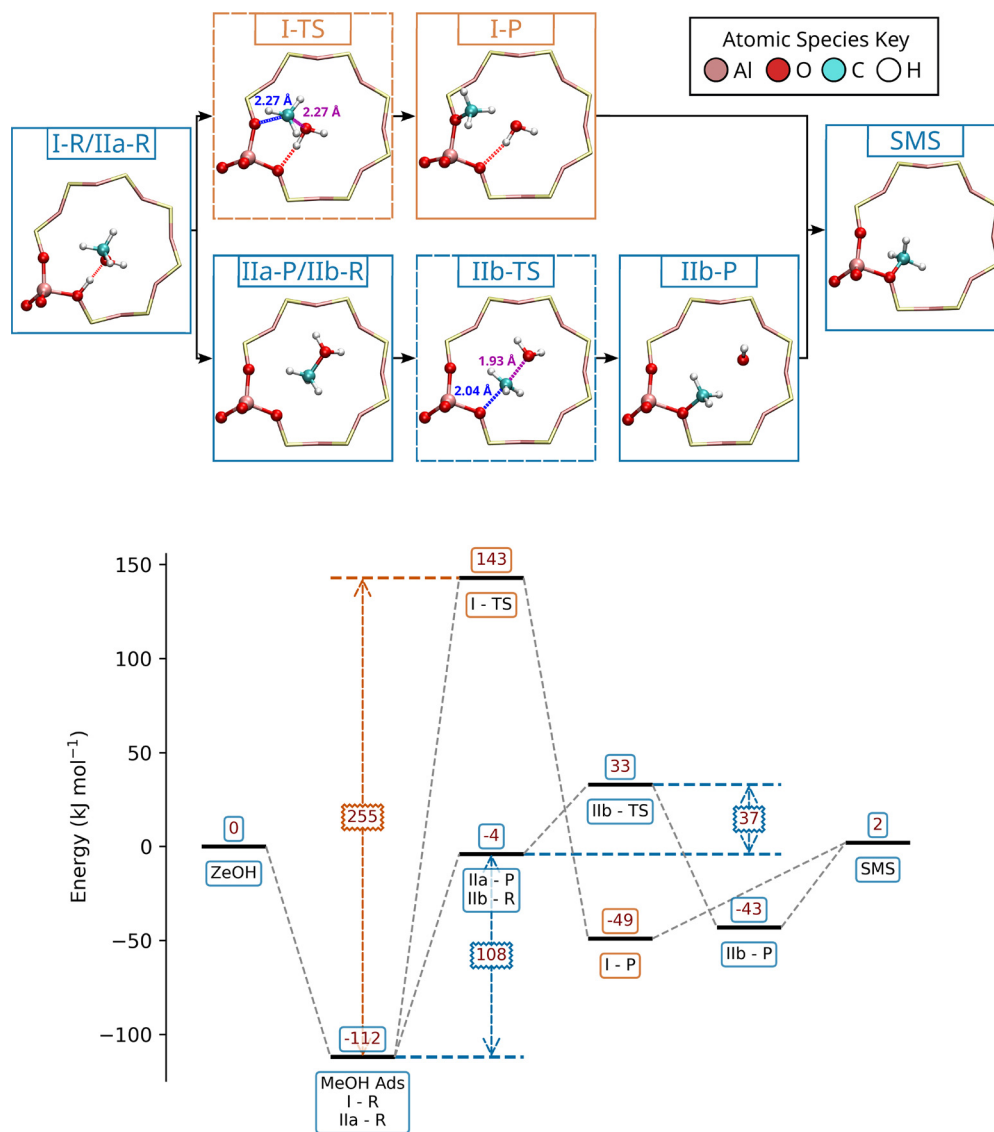 I-TS
I-P
Atomic Species Key
Al O C H
2.27 Å
2.27 Å
I-R/IIa-R
SMS
IIa-P/IIb-R
IIb-TS
IIb-P
1.93 Å
2.04 Å
Energy (kJ mol⁻¹)
150
100
50
0
−50
−100
143
I - TS
33
IIb - TS
255
37
0
ZeOH
-4
IIa - P
IIb - R
2
SMS
108
-49
I - P
-43
IIb - P
-112
MeOH Ads
I - R
IIa - R